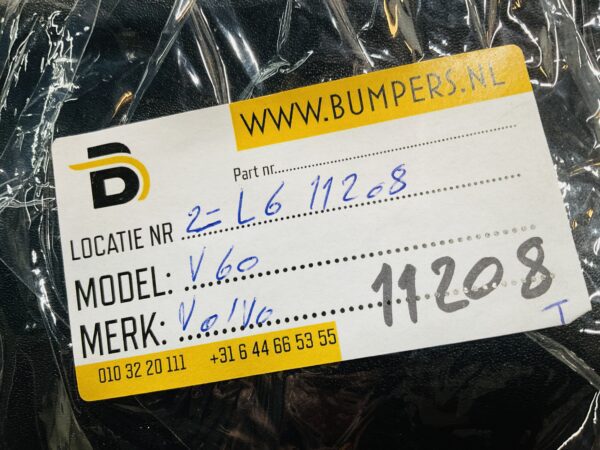 WWW.BUMPERS.NL
B
Part nr.
LOCATIE NR 2= L6 11208
MODEL: V60
MERK: Volvo
11208
T
010 32 20 111 +31 6 44 66 53 55